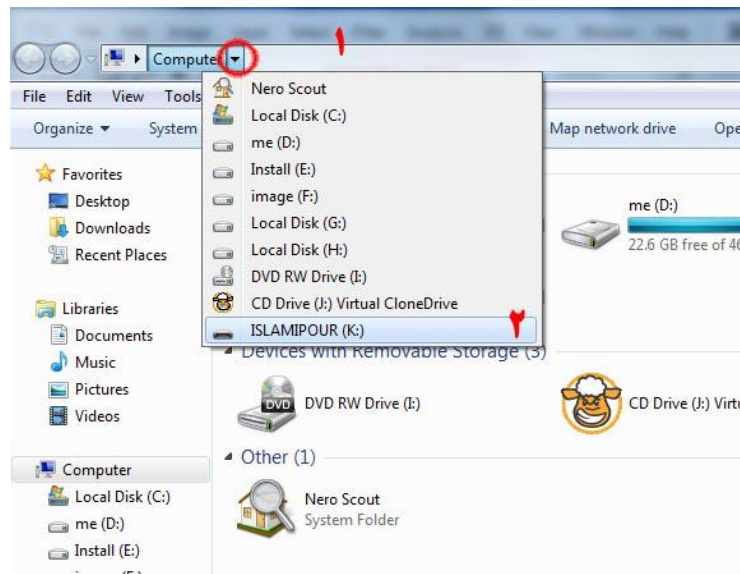 ۱
Computer
File Edit View Tools
Organize System Map network drive Ope
Nero Scout
Local Disk (C:)
me (D:)
Install (E:)
image (F:)
Local Disk (G:)
Local Disk (H:)
DVD RW Drive (I:)
CD Drive (J:) Virtual CloneDrive
ISLAMIPOUR (K:) ۲
Favorites
Desktop
Downloads
Recent Places
Libraries
Documents
Music
Pictures
Videos
Computer
Local Disk (C:)
me (D:)
Install (E:)
me (D:)
22.6 GB free of 46
Devices with Removable Storage (3)
DVD
DVD RW Drive (I:)
CD Drive (J:) Virtu
Other (1)
Nero Scout
System Folder